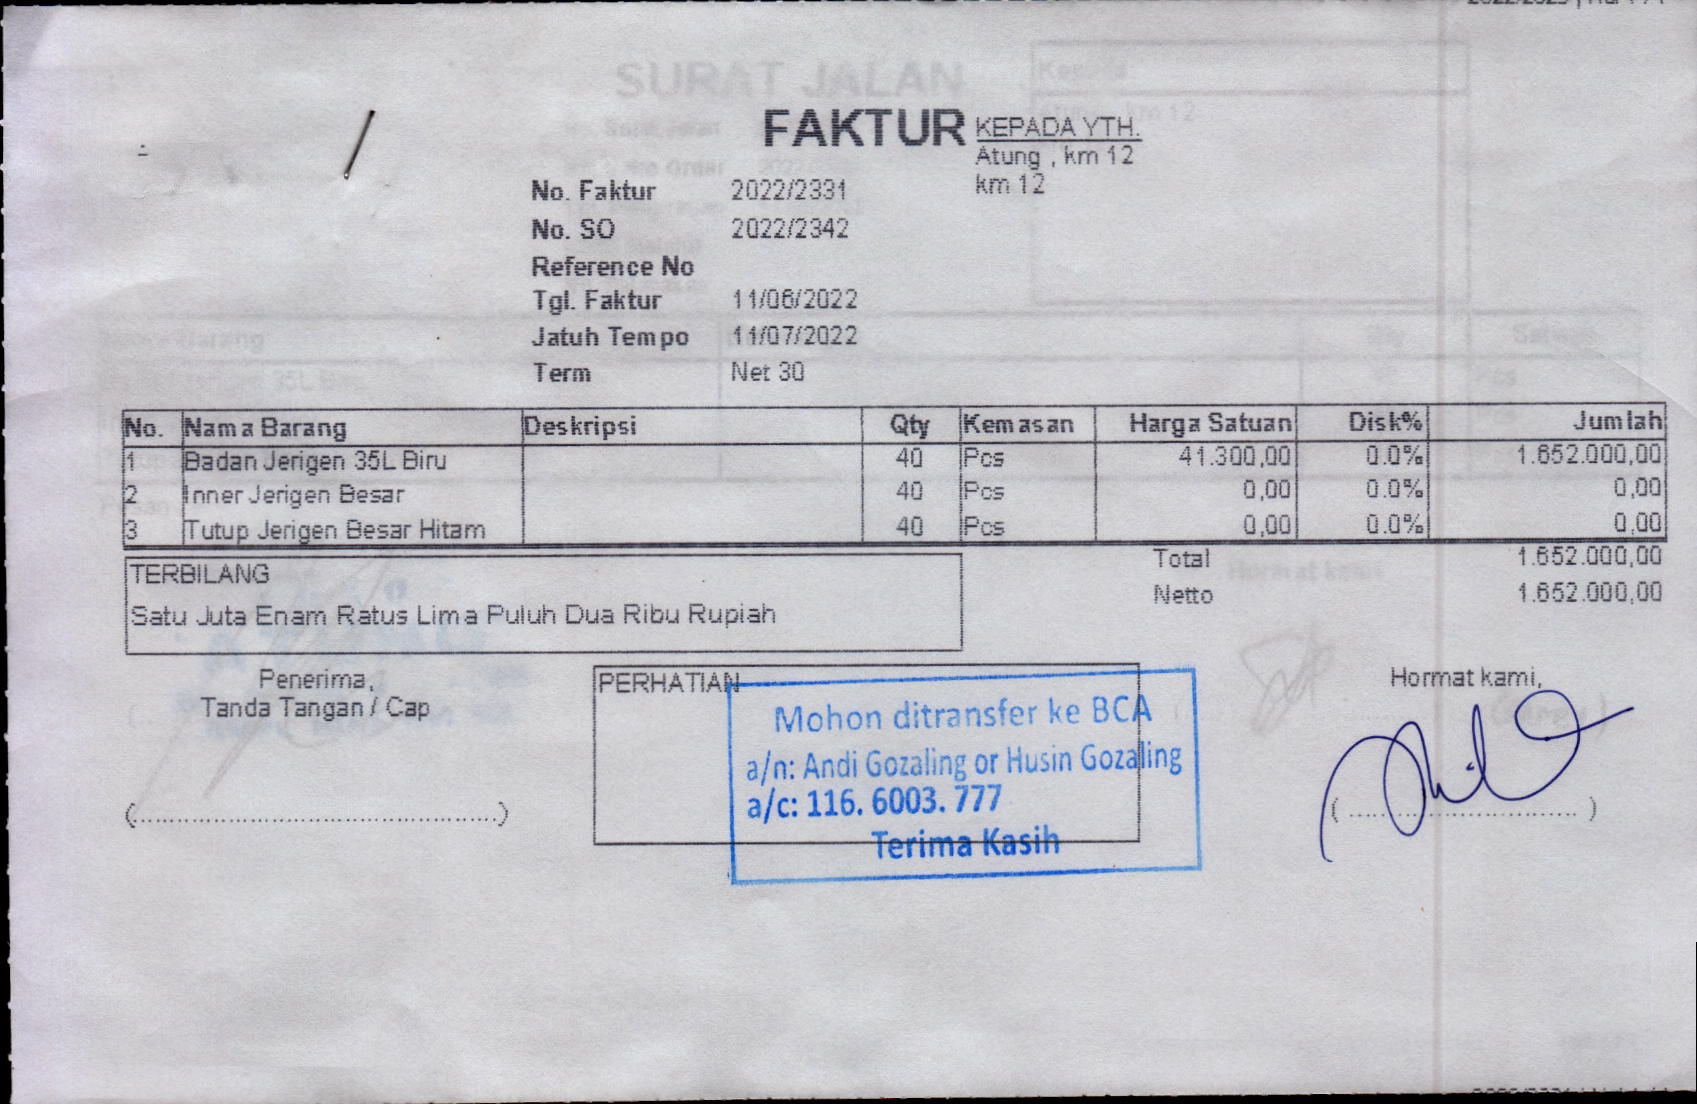 FAKTUR
KEPADA YTH.
Atung , km 12
km 12
No. Faktur 2022/2331
No. SO 2022/2342
Reference No
Tgl. Faktur 11/06/2022
Jatuh Tempo 11/07/2022
Term Net 30
No. Nama Barang Deskripsi Qty Kemasan Harga Satuan Disk% Jumlah
1 Badan Jerigen 35L Biru 40 Pcs 41.300,00 0.0% 1.652.000,00
2 Inner Jerigen Besar 40 Pcs 0,00 0.0% 0,00
3 Tutup Jerigen Besar Hitam 40 Pcs 0,00 0.0% 0,00
Total 1.652.000,00
Netto 1.652.000,00
TERBILANG
Satu Juta Enam Ratus Lima Puluh Dua Ribu Rupiah
Penerima,
Tanda Tangan / Cap
(..................................................)
PERHATIAN
Mohon ditransfer ke BCA
a/n: Andi Gozaling or Husin Gozaling
a/c: 116. 6003. 777
Terima Kasih
Hormat kami,
(................................)
SURAT JALAN